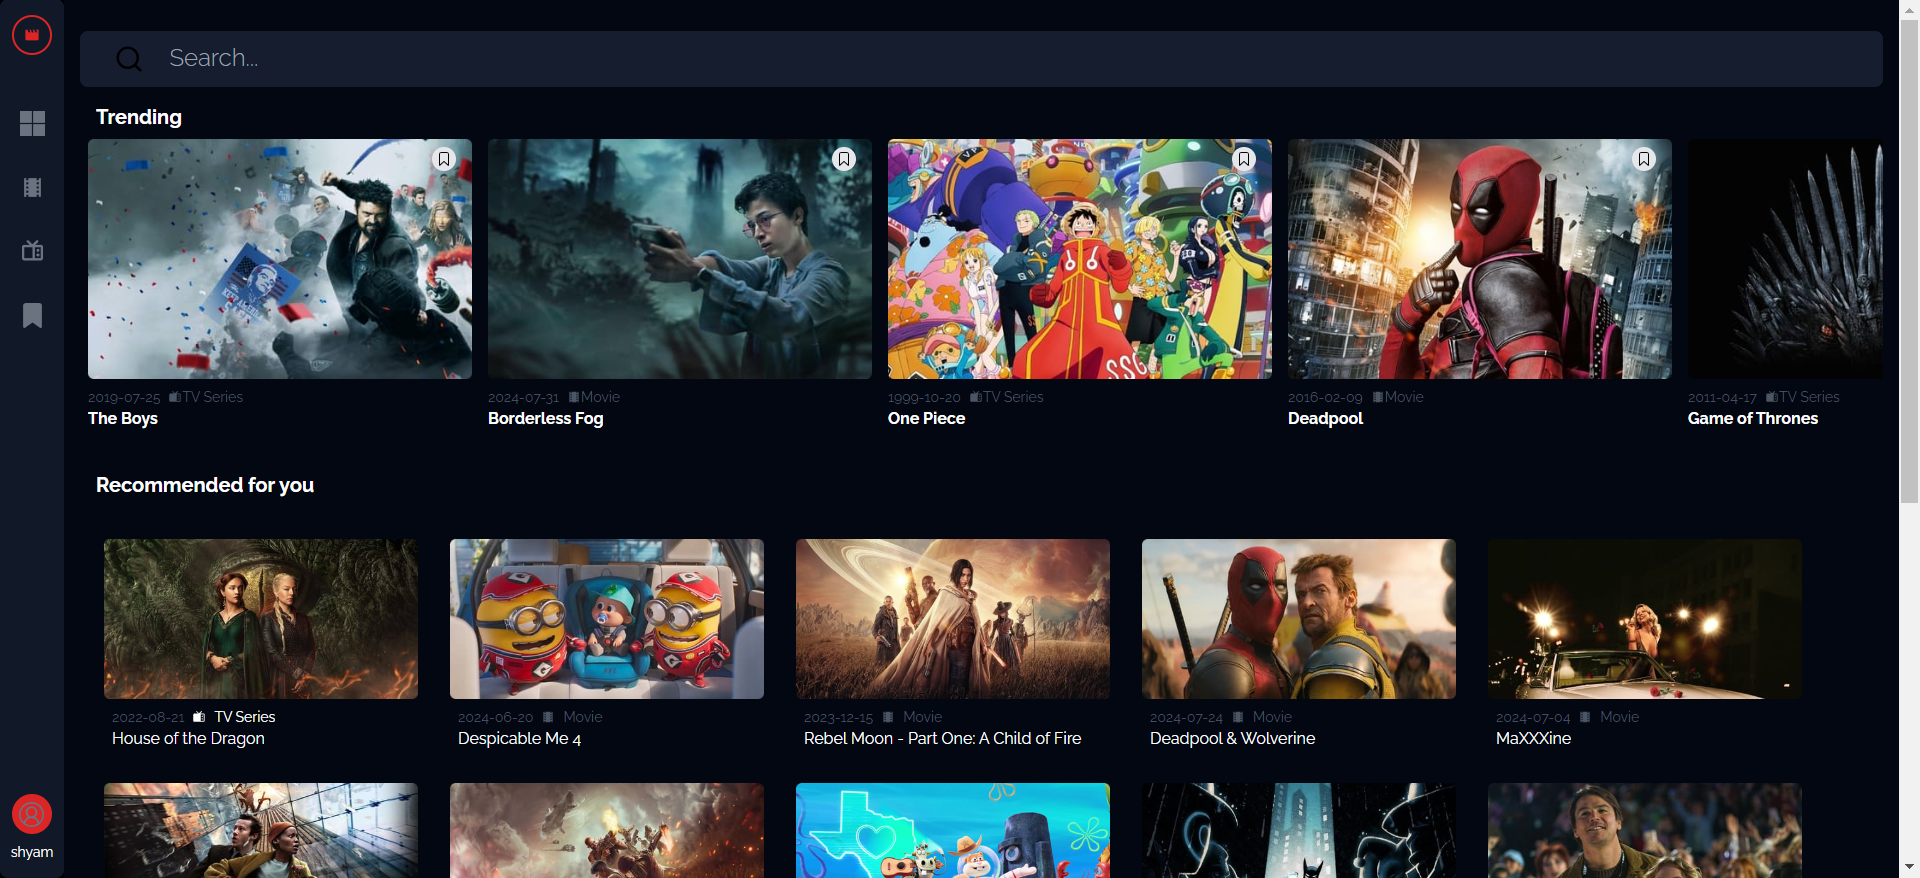 Search...
Trending
2019-07-25 TV Series
The Boys
2024-07-31 Movie
Borderless Fog
1999-10-20 TV Series
One Piece
2016-02-09 Movie
Deadpool
2011-04-17 TV Series
Game of Thrones
Recommended for you
2022-08-21 TV Series
House of the Dragon
2024-06-20 Movie
Despicable Me 4
2023-12-15 Movie
Rebel Moon - Part One: A Child of Fire
2024-07-24 Movie
Deadpool & Wolverine
2024-07-04 Movie
MaXXXine
shyam